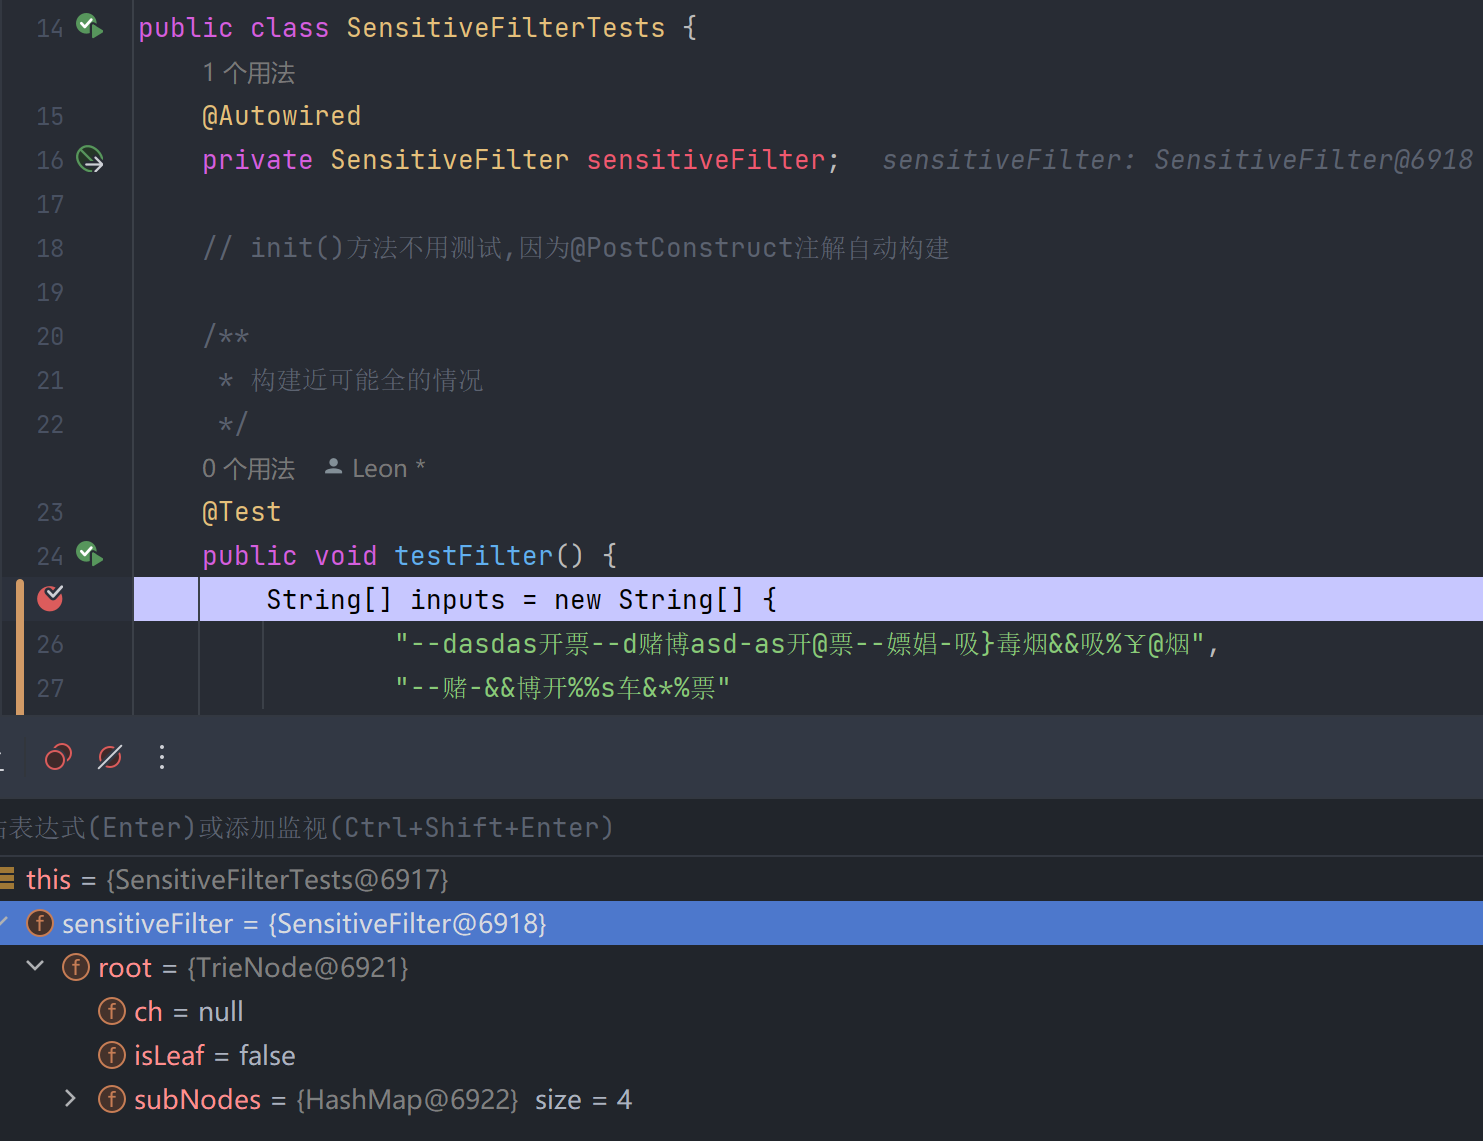 14 public class SensitiveFilterTests {
1 个用法
15 @Autowired
16 private SensitiveFilter sensitiveFilter; sensitiveFilter: SensitiveFilter@6918
17
18 // init()方法不用测试,因为@PostConstruct注解自动构建
19
20 /**
21 * 构建近可能全的情况
22 */
0 个用法 Leon *
23 @Test
24 public void testFilter() {
String[] inputs = new String[] {
26 "--dasdas开票--d赌博asd-as开@票--嫖娼-吸}毒烟&&吸%￥@烟",
27 "--赌-&&博开%%s车&*%票"
表达式(Enter)或添加监视(Ctrl+Shift+Enter)
this = {SensitiveFilterTests@6917}
f sensitiveFilter = {SensitiveFilter@6918}
f root = {TrieNode@6921}
f ch = null
f isLeaf = false
f subNodes = {HashMap@6922} size = 4